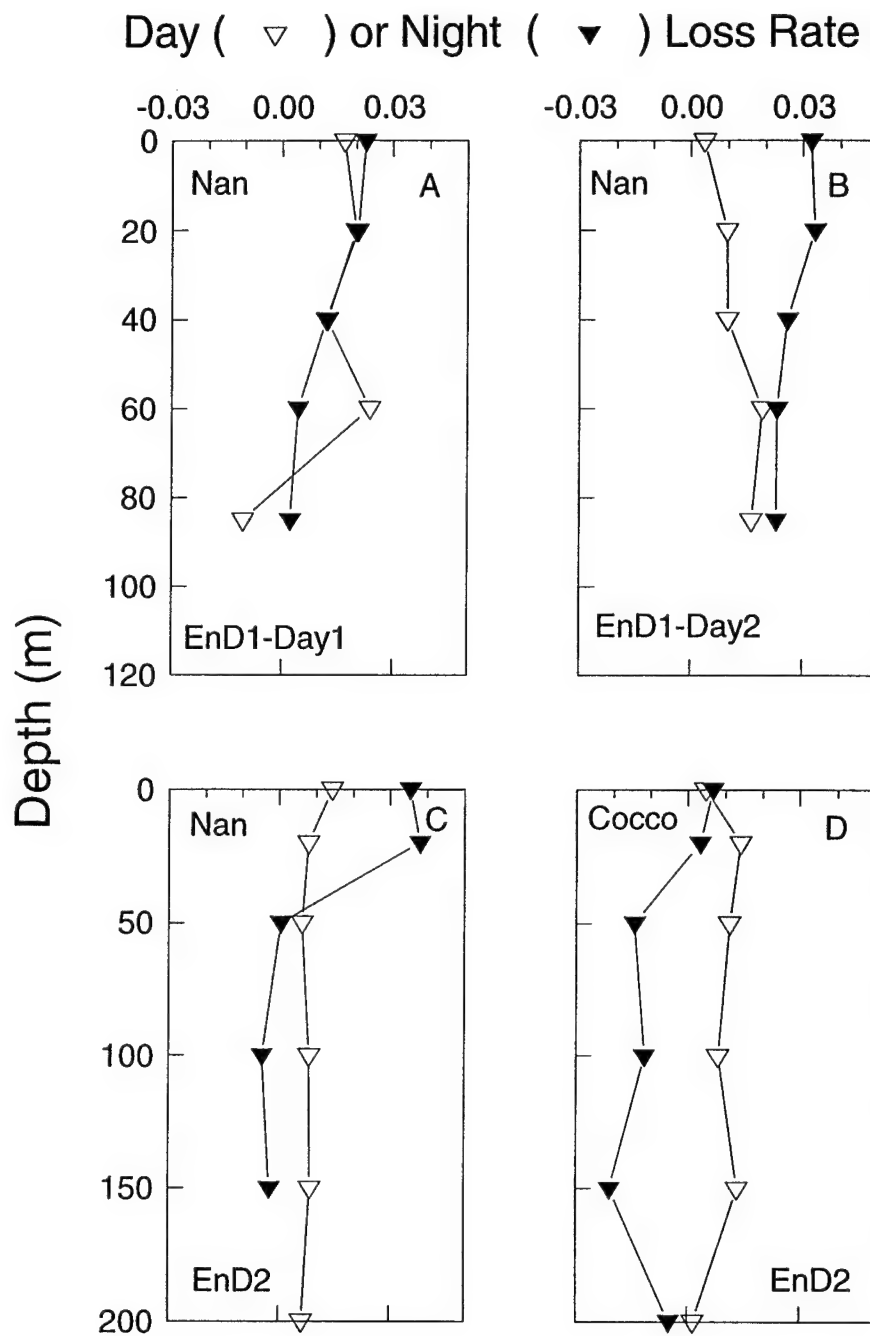 Day ( ▽ ) or Night ( ▼ ) Loss Rate
-0.03 0.00 0.03
-0.03 0.00 0.03
0
20
40
60
80
100
120
Nan
A
EnD1-Day1
Nan
B
EnD1-Day2
Depth (m)
0
50
100
150
200
Nan
C
EnD2
Cocco
D
EnD2